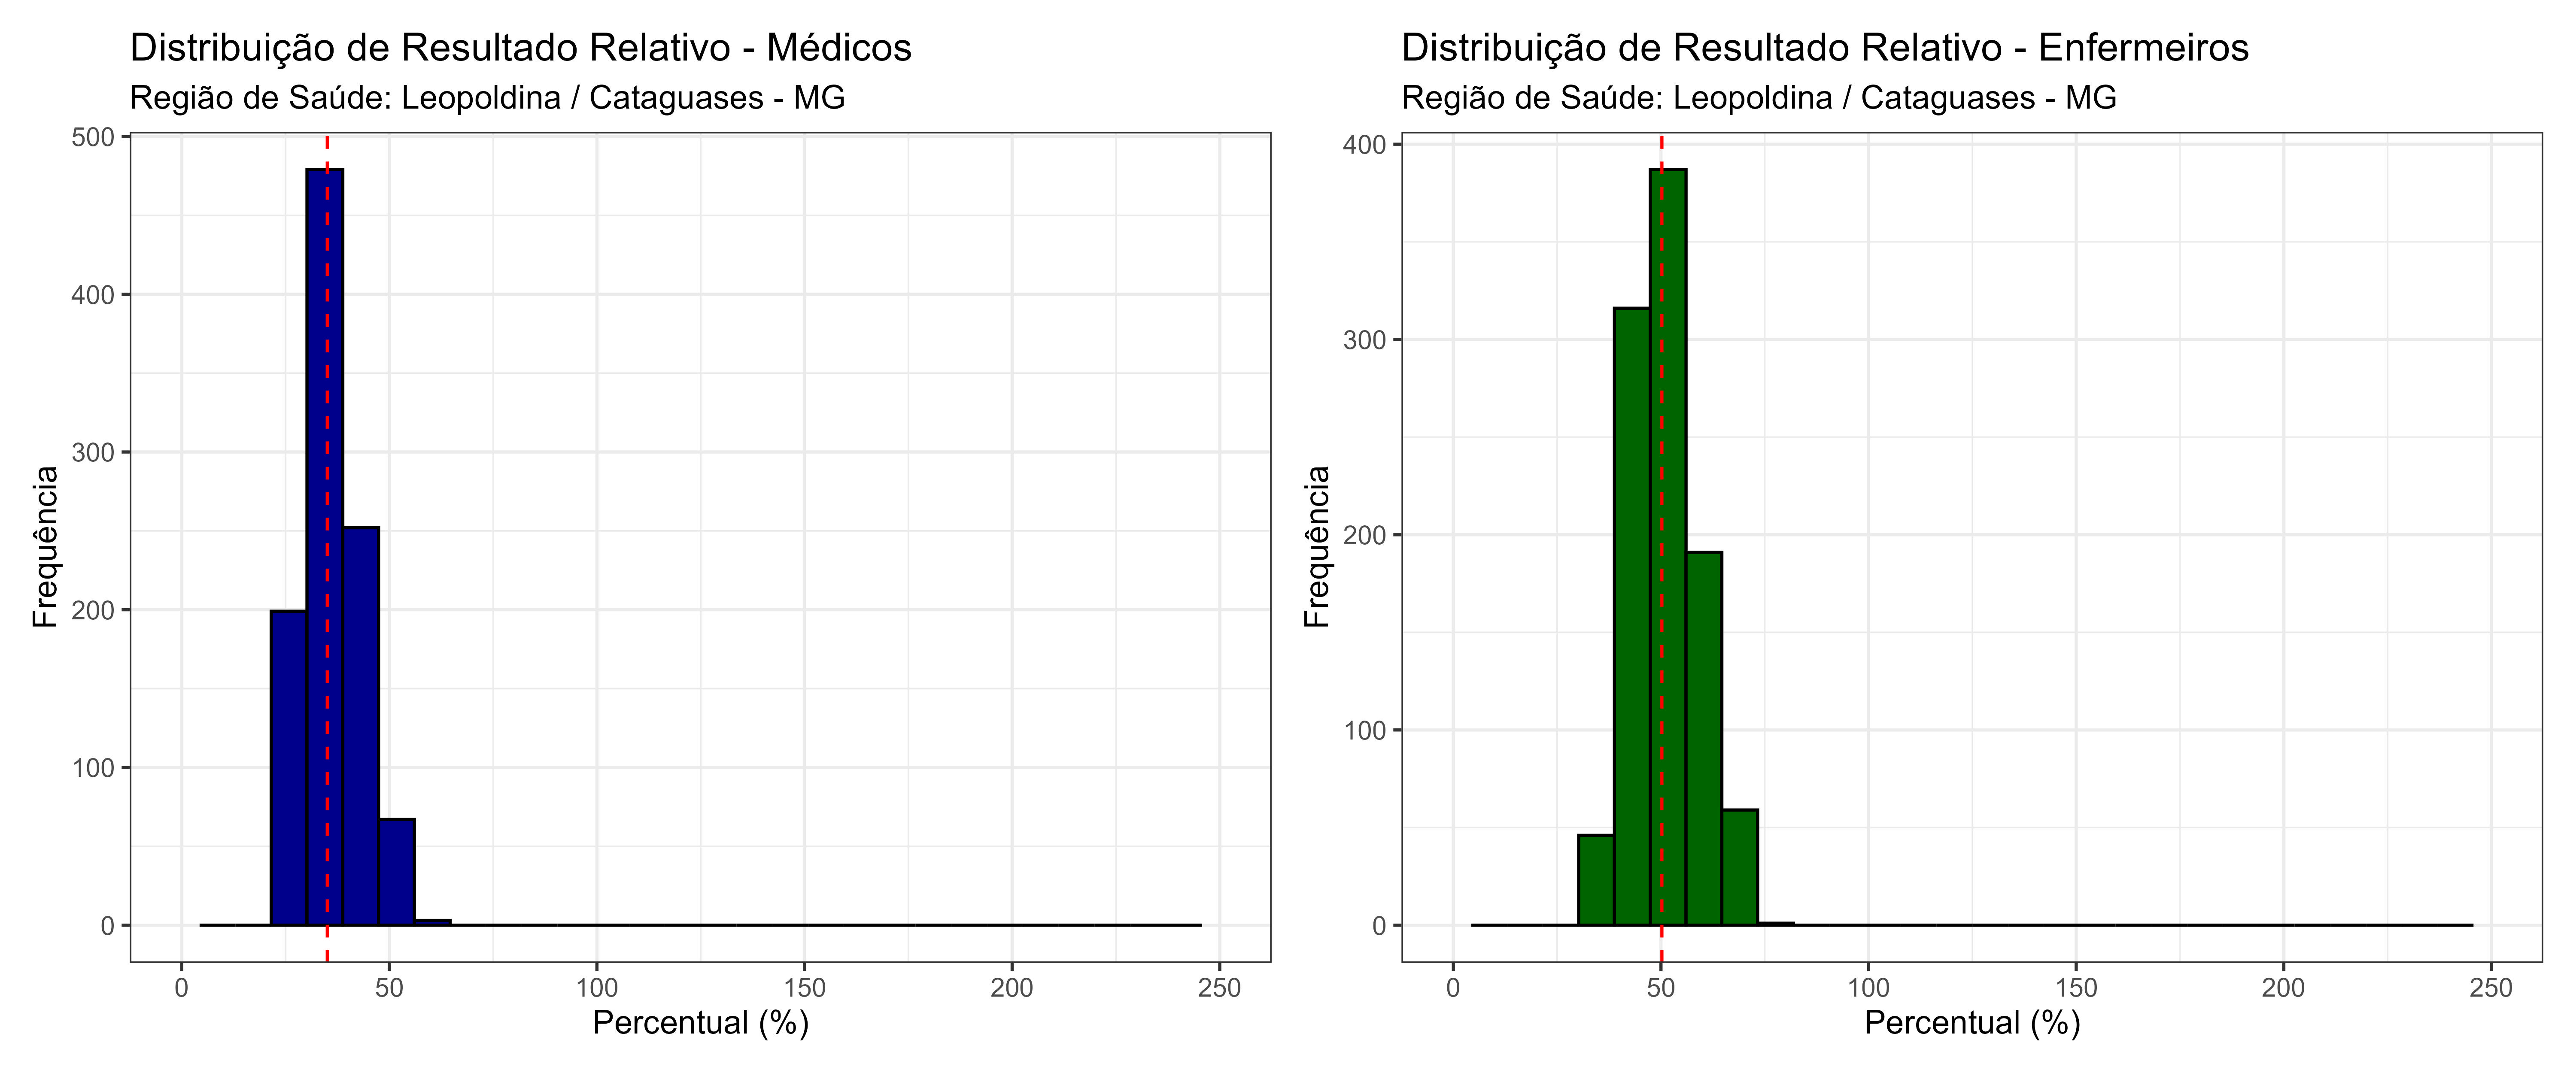 Distribuição de Resultado Relativo - Médicos
Região de Saúde: Leopoldina / Cataguases - MG
500
400
300
200
100
0
Frequência
0 50 100 150 200 250
Percentual (%)
Distribuição de Resultado Relativo - Enfermeiros
Região de Saúde: Leopoldina / Cataguases - MG
400
300
200
100
0
Frequência
0 50 100 150 200 250
Percentual (%)